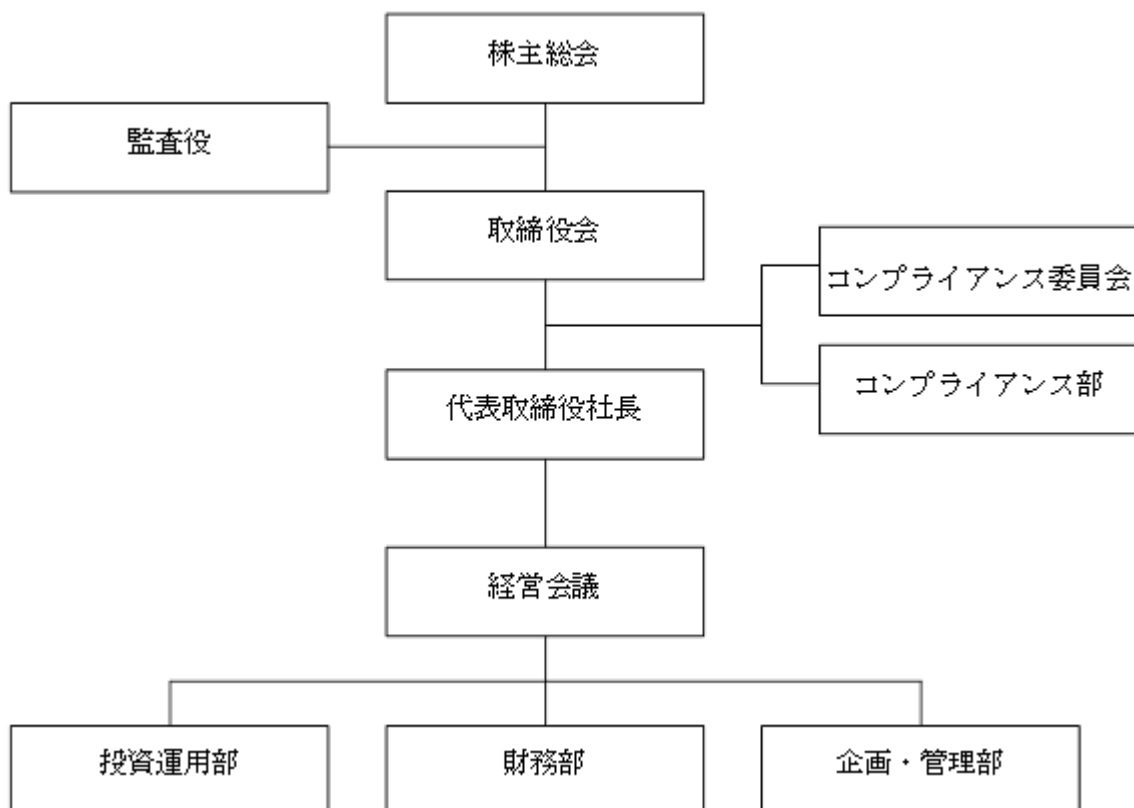 株主総会
監査役
取締役会
コンプライアンス委員会
コンプライアンス部
代表取締役社長
経営会議
投資運用部
財務部
企画・管理部